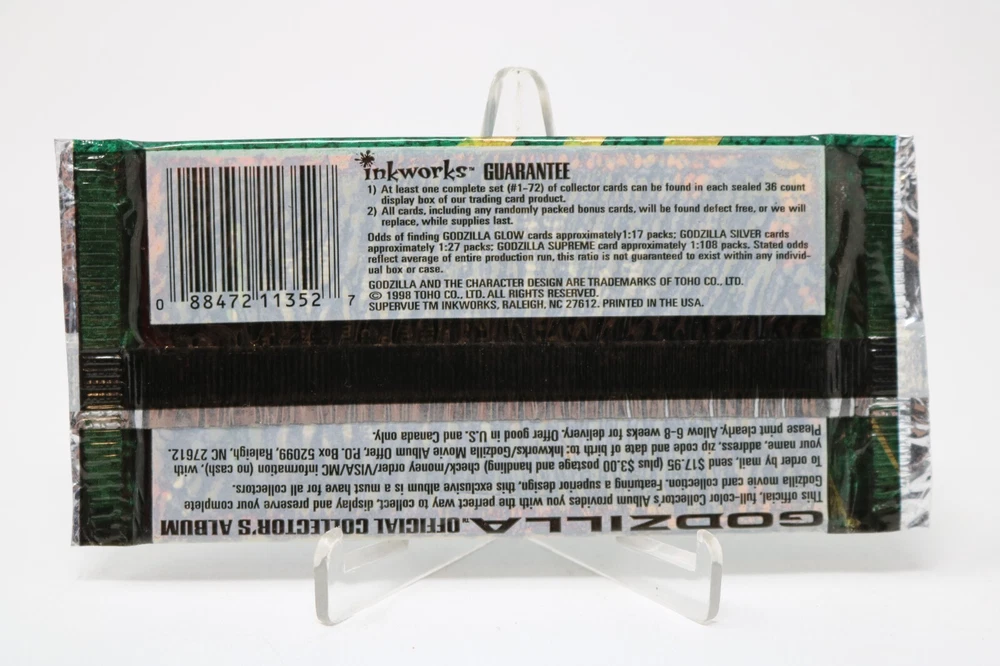 inkworks™ GUARANTEE
1) At least one complete set (#1-72) of collector cards can be found in each sealed 36 count
display box of our trading card product.
2) All cards, including any randomly packed bonus cards, will be found defect free, or we will
replace, while supplies last.
Odds of finding GODZILLA GLOW cards approximately 1:17 packs; GODZILLA SILVER cards
approximately 1:27 packs; GODZILLA SUPREME card approximately 1:108 packs. Stated odds
reflect average of entire production run, this ratio is not guaranteed to exist within any individ-
ual box or case.
GODZILLA AND THE CHARACTER DESIGN ARE TRADEMARKS OF TOHO CO., LTD.
© 1998 TOHO CO., LTD. ALL RIGHTS RESERVED.
SUPERVUE TM INKWORKS, RALEIGH, NC 27612. PRINTED IN THE USA.
0 88472 11352 7
GODZILLA™ OFFICIAL COLLECTOR'S ALBUM
This official, full-color Collector's Album provides you with the perfect way to collect, display and preserve your complete
Godzilla movie card collection. Featuring a superior design, this exclusive album is a must have for all collectors.
To order by mail, send $17.95 (plus $3.00 postage and handling) check/money order/VISA/MC information (no cash), with
your name, address, zip code and date of birth to: Inkworks/Godzilla Movie Album Offer, P.O. Box 52099, Raleigh, NC 27612.
Please print clearly. Allow 6-8 weeks for delivery. Offer good in U.S. and Canada only.